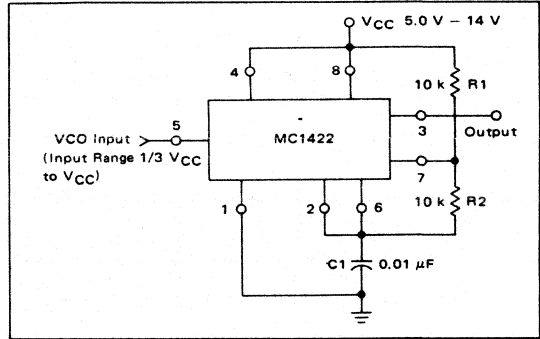 VCC 5.0 V – 14 V
4
8
10 k R1
VCO Input
5
(Input Range 1/3 VCC
to VCC)
MC1422
3
Output
7
1
2
6
10 k R2
C1
0.01 µF